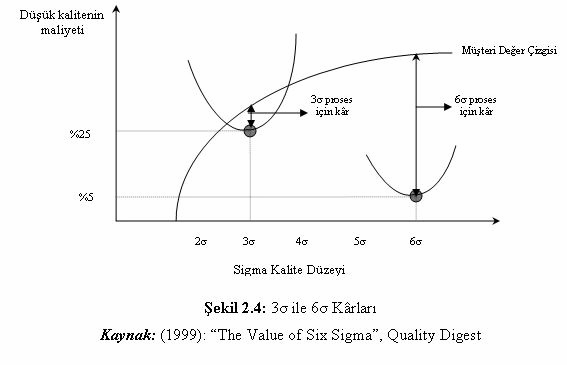 Düşük kalitenin
maliyeti
Müşteri Değer Çizgisi
3σ proses
için kâr
6σ proses
için kâr
%25
%5
2σ 3σ 4σ 5σ 6σ
Sigma Kalite Düzeyi
Şekil 2.4: 3σ ile 6σ Kârları
Kaynak: (1999): “The Value of Six Sigma”, Quality Digest